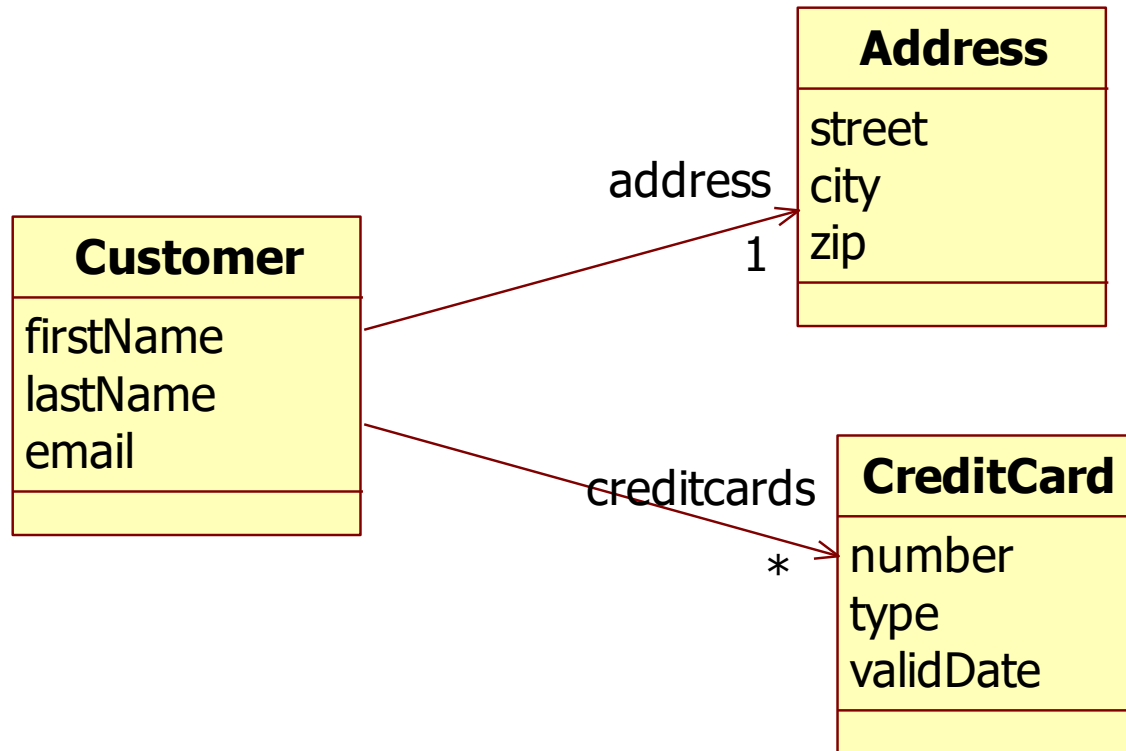 Address
street
city
zip
address
1
Customer
firstName
lastName
email
creditcards
*
CreditCard
number
type
validDate